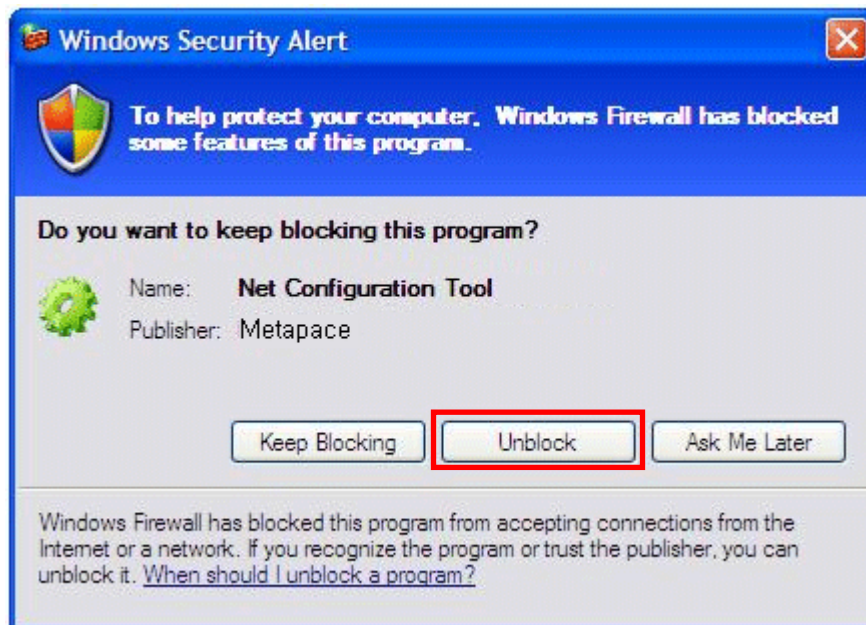 Windows Security Alert
To help protect your computer, Windows Firewall has blocked
some features of this program.
Do you want to keep blocking this program?
Name: Net Configuration Tool
Publisher: Metapace
Keep Blocking Unblock Ask Me Later
Windows Firewall has blocked this program from accepting connections from the
Internet or a network. If you recognize the program or trust the publisher, you can
unblock it. When should I unblock a program?